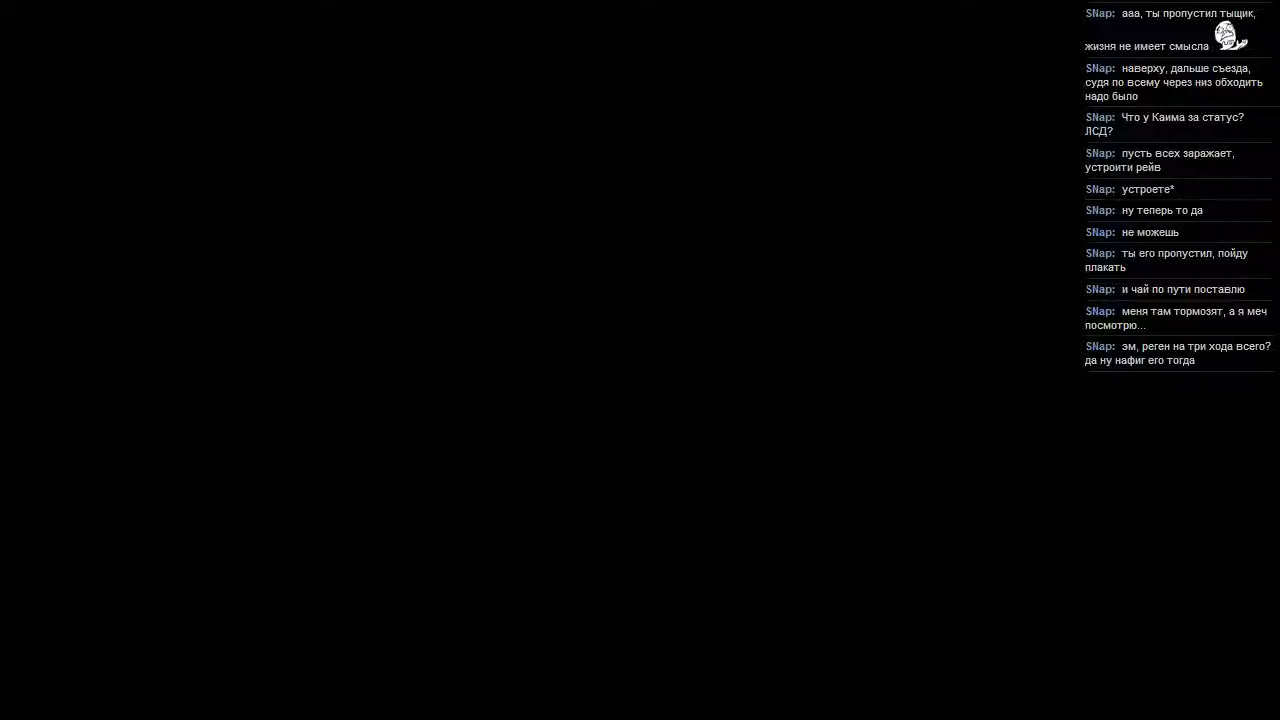 SNap: ааа, ты пропустил тыщик,
жизня не имеет смысла
SNap: наверху, дальше съезда,
судя по всему через низ обходить
надо было
SNap: Что у Каима за статус?
ЛСД?
SNap: пусть всех заражает,
устроити рейв
SNap: устроете*
SNap: ну теперь то да
SNap: не можешь
SNap: ты его пропустил, пойду
плакать
SNap: и чай по пути поставлю
SNap: меня там тормозят, а я меч
посмотрю...
SNap: эм, реген на три хода всего?
да ну нафиг его тогда